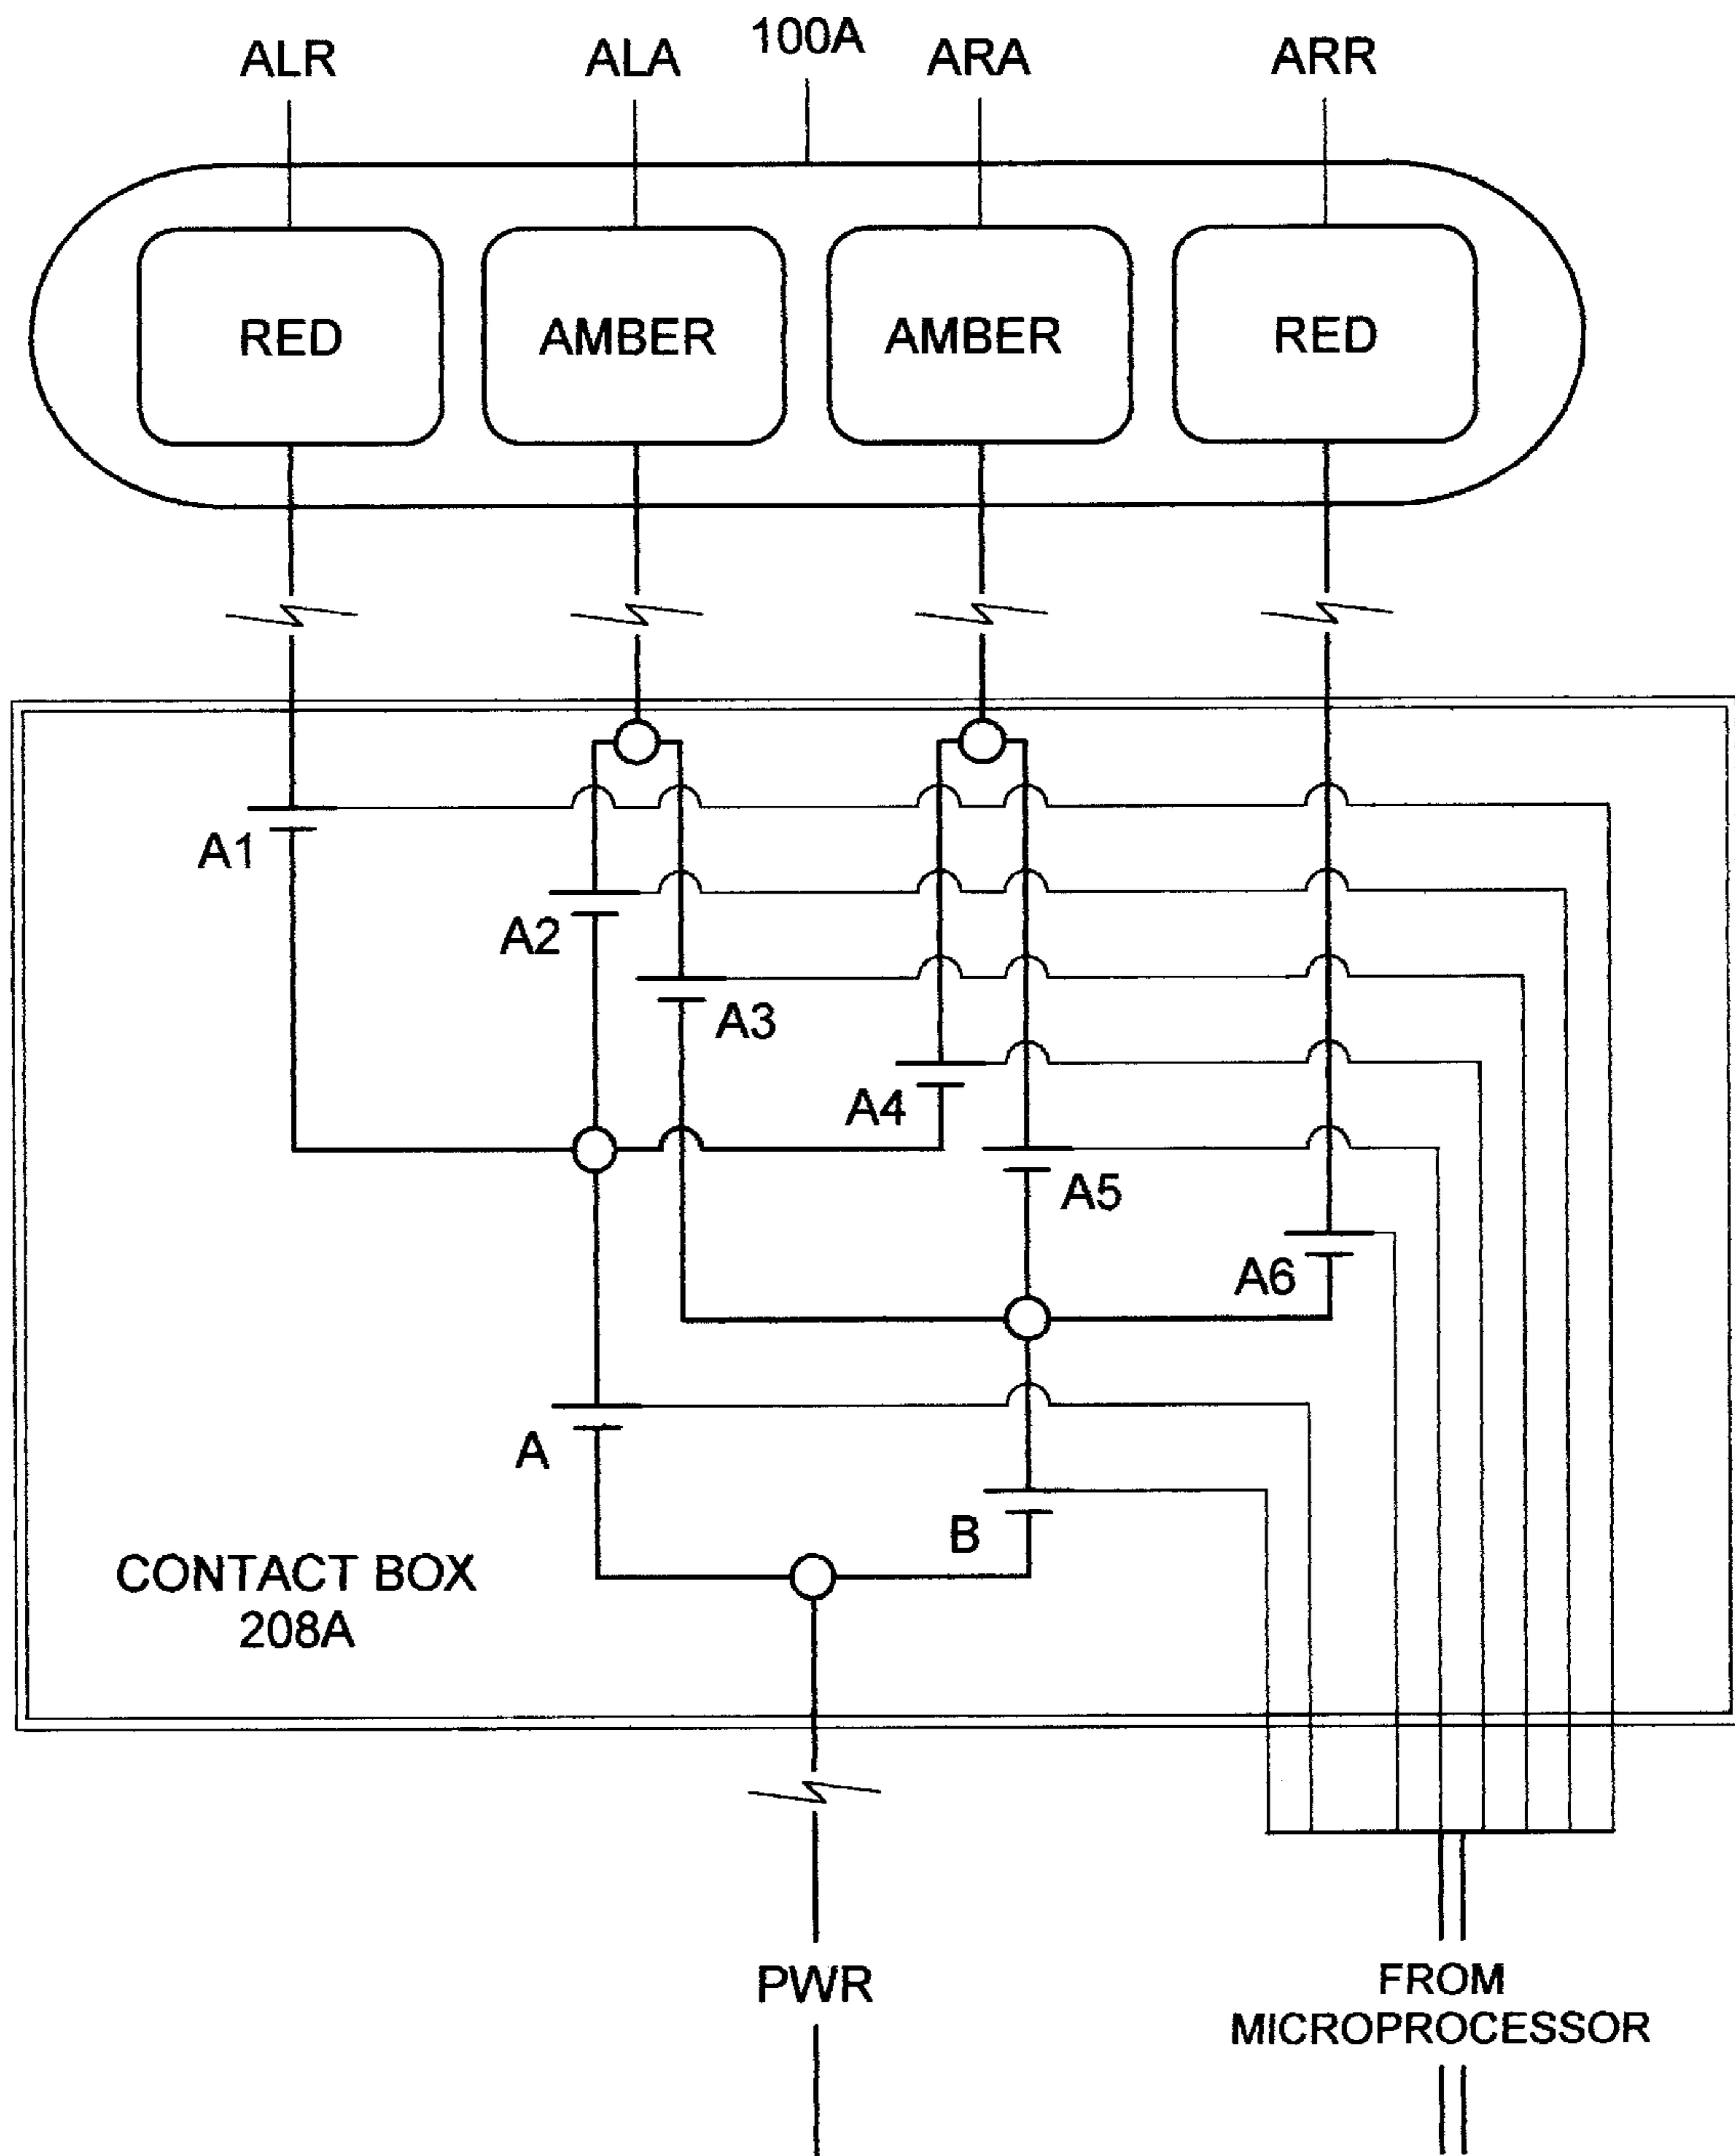 ALR
ALA
100A
ARA
ARR
RED
AMBER
AMBER
RED
A1
A2
A3
A4
A5
A6
A
B
CONTACT BOX
208A
PWR
FROM
MICROPROCESSOR